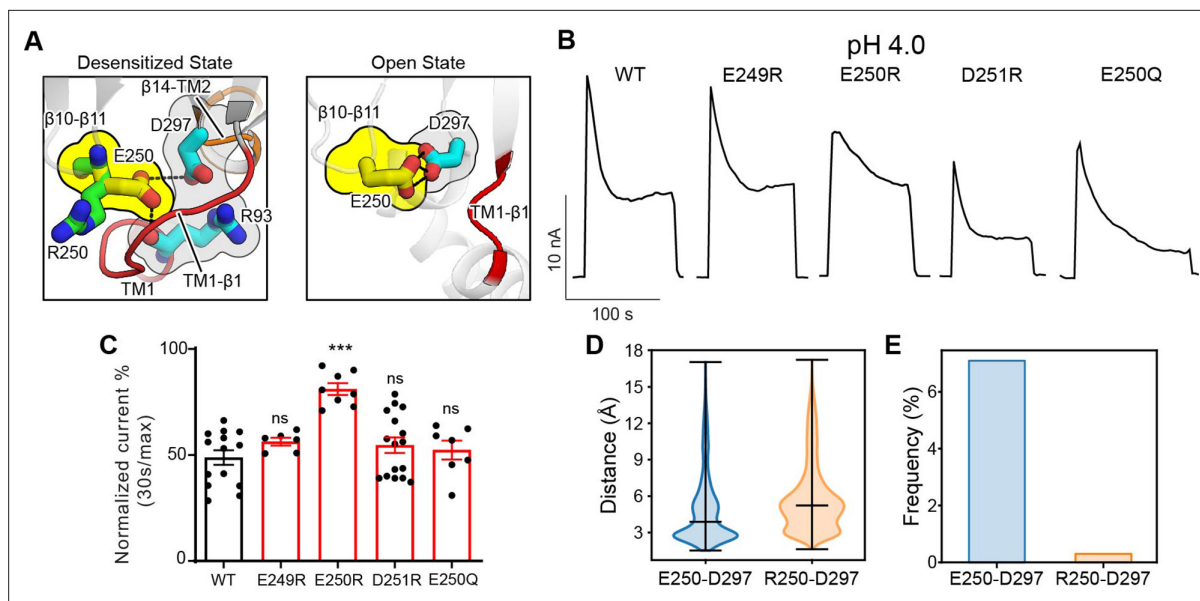 A
Desensitized State
β14-TM2
β10-β11
D297
E250
R93
R250
TM1-β1
TM1
Open State
β10-β11
D297
E250
TM1-β1
B
pH 4.0
WT
E249R
E250R
D251R
E250Q
10 nA
100 s
C
Normalized current %
(30s/max)
100
50
0
ns
***
ns
ns
WT
E249R
E250R
D251R
E250Q
D
Distance (Å)
18
15
12
9
6
3
E250-D297
R250-D297
E
Frequency (%)
6
4
2
0
E250-D297
R250-D297